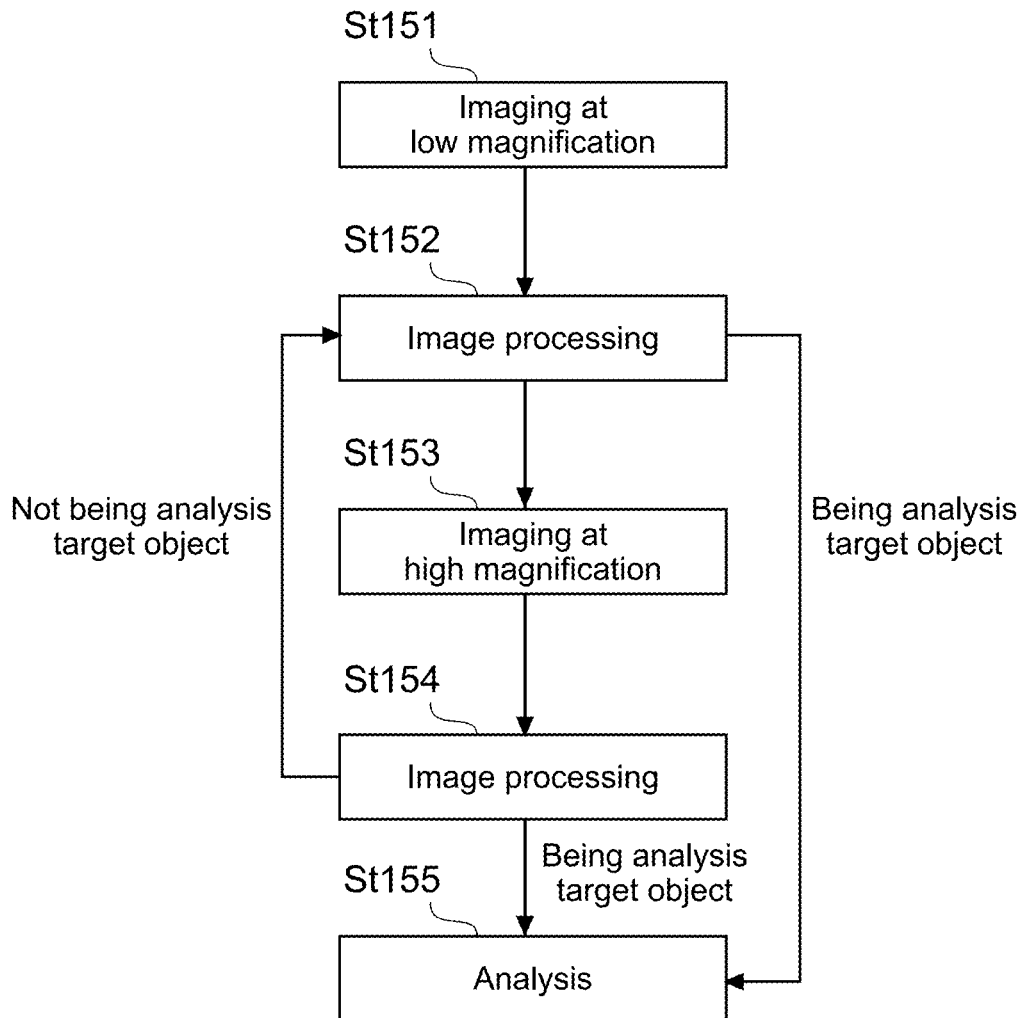 St151
Imaging at
low magnification
St152
Image processing
St153
Not being analysis
target object
Imaging at
high magnification
Being analysis
target object
St154
Image processing
Being analysis
target object
St155
Analysis